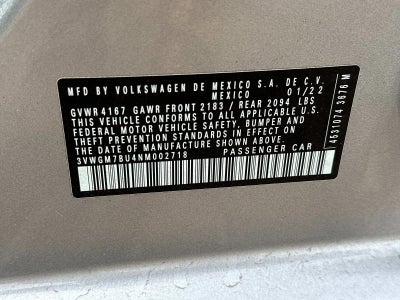 MFD BY VOLKSWAGEN DE MEXICO S.A. DE C.V.
MEXICO 01/22
GVWR 4167 GAWR FRONT 2183 / REAR 2094 LBS
THIS VEHICLE CONFORMS TO ALL APPLICABLE
FEDERAL MOTOR VEHICLE SAFETY, BUMPER AND
THEFT PREVENTION STANDARDS IN EFFECT ON THE
DATE OF MANUFACTURE SHOWN ABOVE.
3VWGM7BU4NM002718 PASSENGER CAR
4531074 3676 M